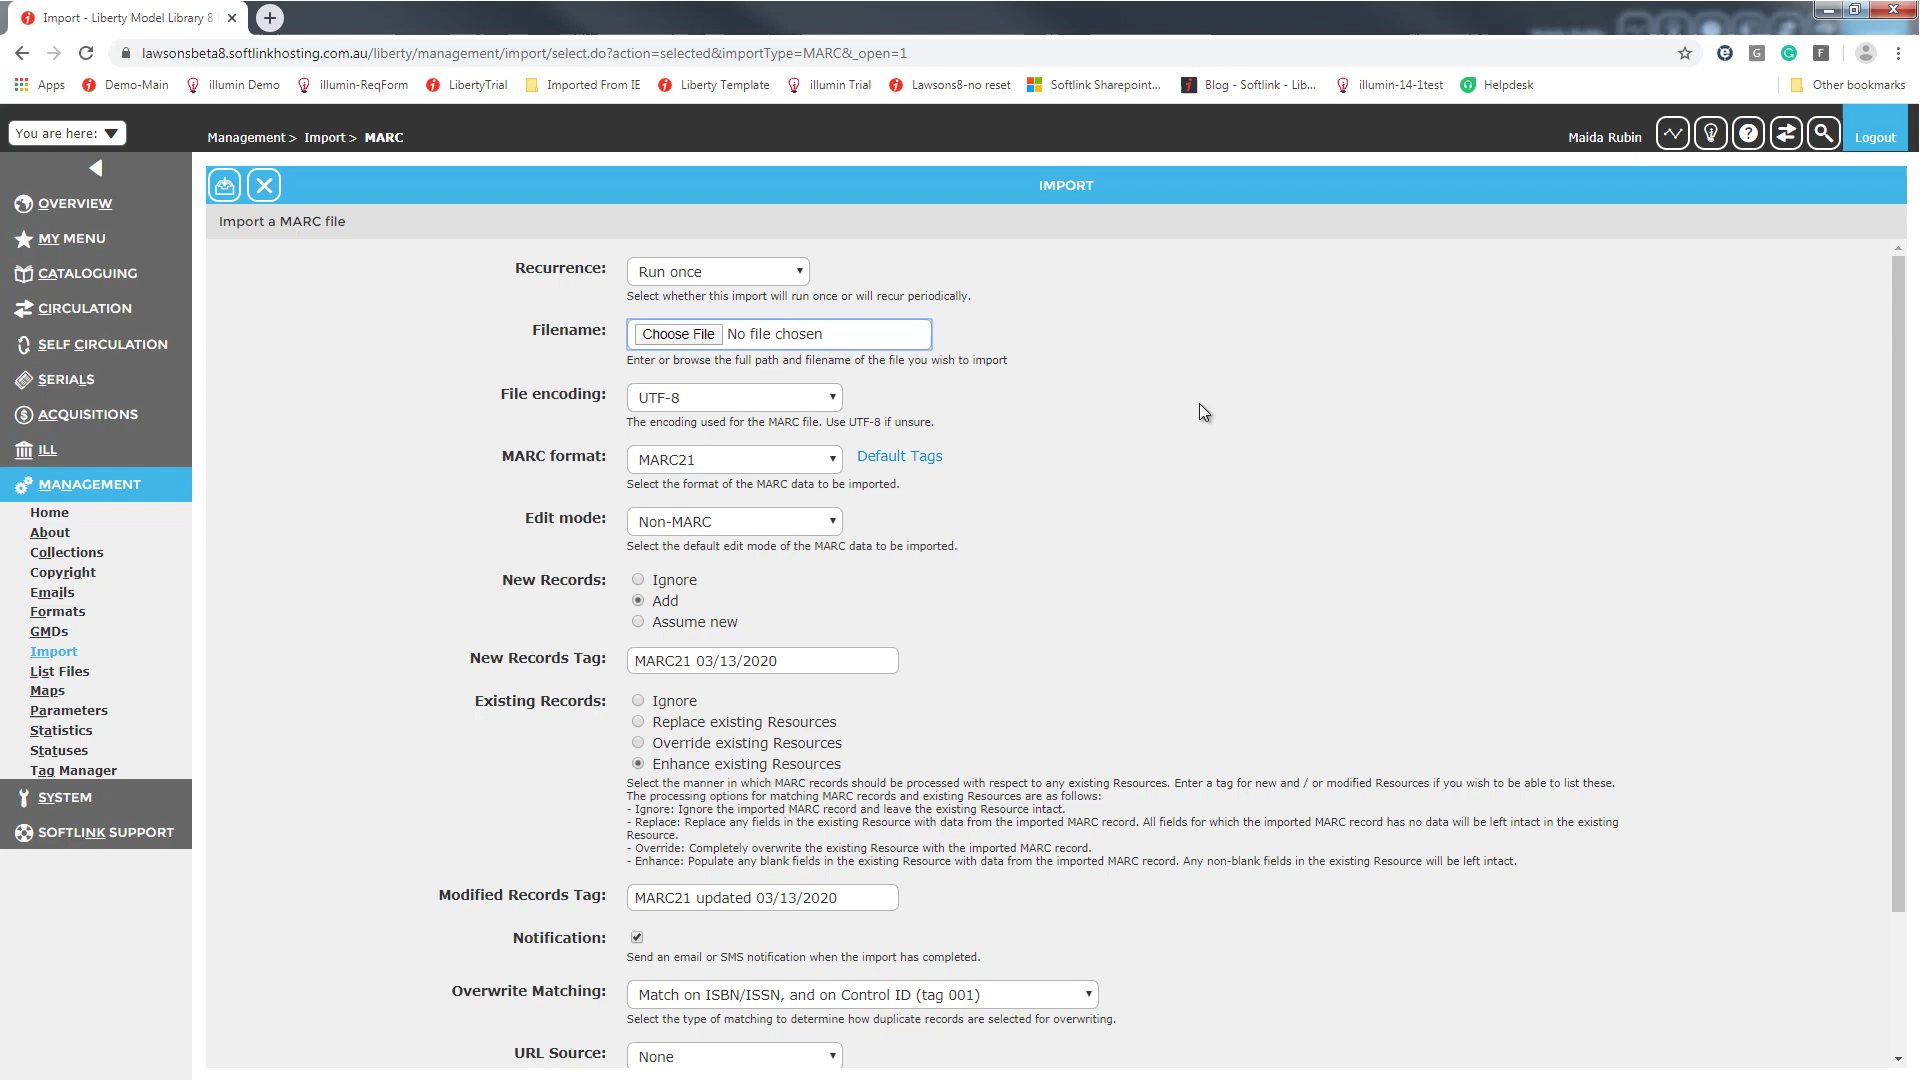 Import - Liberty Model Library 8
lawsonsbeta8.softlinkhosting.com.au/liberty/management/import/select.do?action=selected&importType=MARC&_open=1
Apps Demo-Main illumin Demo illumin-ReqForm LibertyTrial Imported From IE Liberty Template illumin Trial Lawsons8-no reset Softlink Sharepoint... Blog - Softlink - Lib... illumin-14-1test Helpdesk Other bookmarks
You are here: Management > Import > MARC Maida Rubin Logout
OVERVIEW
MY MENU
CATALOGUING
CIRCULATION
SELF CIRCULATION
SERIALS
ACQUISITIONS
ILL
MANAGEMENT
Home
About
Collections
Copyright
Emails
Formats
GMDs
Import
List Files
Maps
Parameters
Statistics
Statuses
Tag Manager
SYSTEM
SOFTLINK SUPPORT
IMPORT
Import a MARC file
Recurrence: Run once
Select whether this import will run once or will recur periodically.
Filename: Choose File No file chosen
Enter or browse the full path and filename of the file you wish to import
File encoding: UTF-8
The encoding used for the MARC file. Use UTF-8 if unsure.
MARC format: MARC21 Default Tags
Select the format of the MARC data to be imported.
Edit mode: Non-MARC
Select the default edit mode of the MARC data to be imported.
New Records: Ignore
Add
Assume new
New Records Tag: MARC21 03/13/2020
Existing Records: Ignore
Replace existing Resources
Override existing Resources
Enhance existing Resources
Select the manner in which MARC records should be processed with respect to any existing Resources. Enter a tag for new and / or modified Resources if you wish to be able to list these.
The processing options for matching MARC records and existing Resources are as follows:
- Ignore: Ignore the imported MARC record and leave the existing Resource intact.
- Replace: Replace any fields in the existing Resource with data from the imported MARC record. All fields for which the imported MARC record has no data will be left intact in the existing
Resource.
- Override: Completely overwrite the existing Resource with the imported MARC record.
- Enhance: Populate any blank fields in the existing Resource with data from the imported MARC record. Any non-blank fields in the existing Resource will be left intact.
Modified Records Tag: MARC21 updated 03/13/2020
Notification:
Send an email or SMS notification when the import has completed.
Overwrite Matching: Match on ISBN/ISSN, and on Control ID (tag 001)
Select the type of matching to determine how duplicate records are selected for overwriting.
URL Source: None